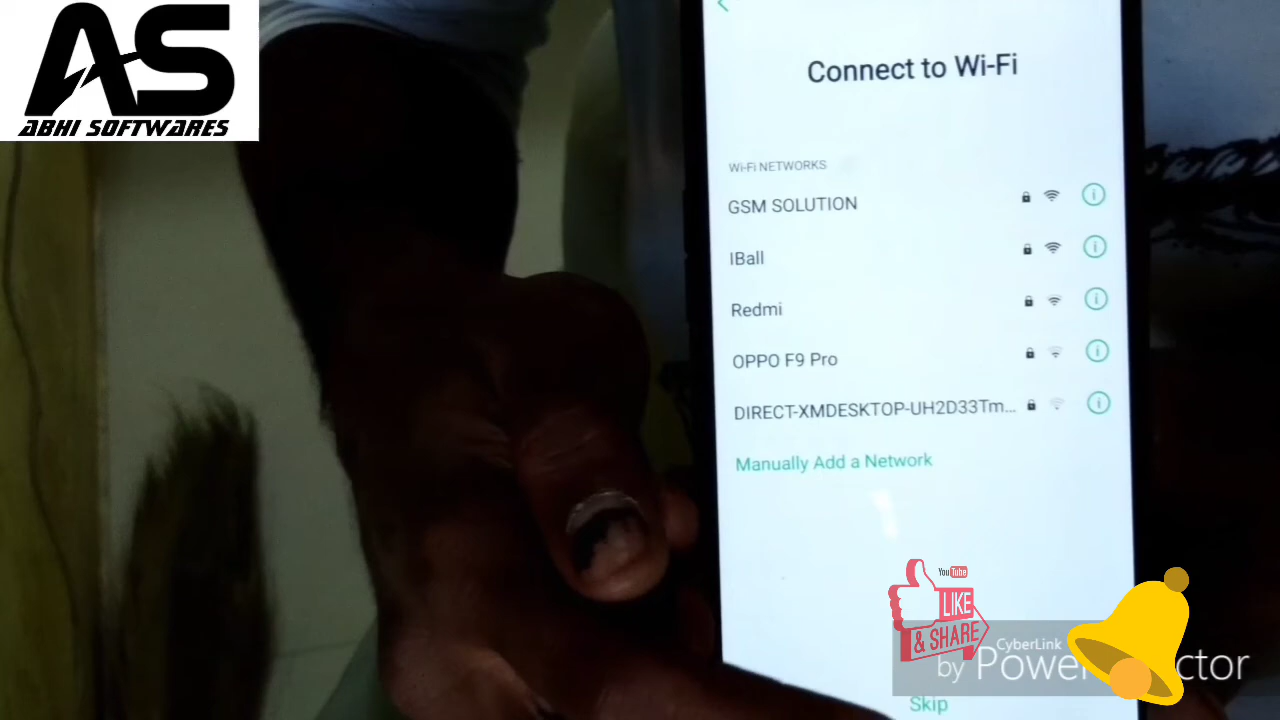 AS
ABHI SOFTWARES
Connect to Wi-Fi
Wi-Fi NETWORKS
GSM SOLUTION
IBall
Redmi
OPPO F9 Pro
DIRECT-XMDESKTOP-UH2D33Tm...
Manually Add a Network
YouTube
LIKE
& SHARE
CyberLink
by Power ctor
Skip